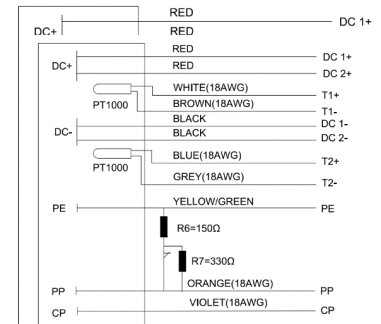 RED
DC 1+
DC+
RED
RED
DC 1+
DC+
RED
DC 2+
WHITE(18AWG)
T1+
PT1000
BROWN(18AWG)
T1-
BLACK
DC 1-
DC-
BLACK
DC 2-
BLUE(18AWG)
T2+
PT1000
GREY(18AWG)
T2-
YELLOW/GREEN
PE
PE
R6=150Ω
R7=330Ω
ORANGE(18AWG)
PP
PP
VIOLET(18AWG)
CP
CP